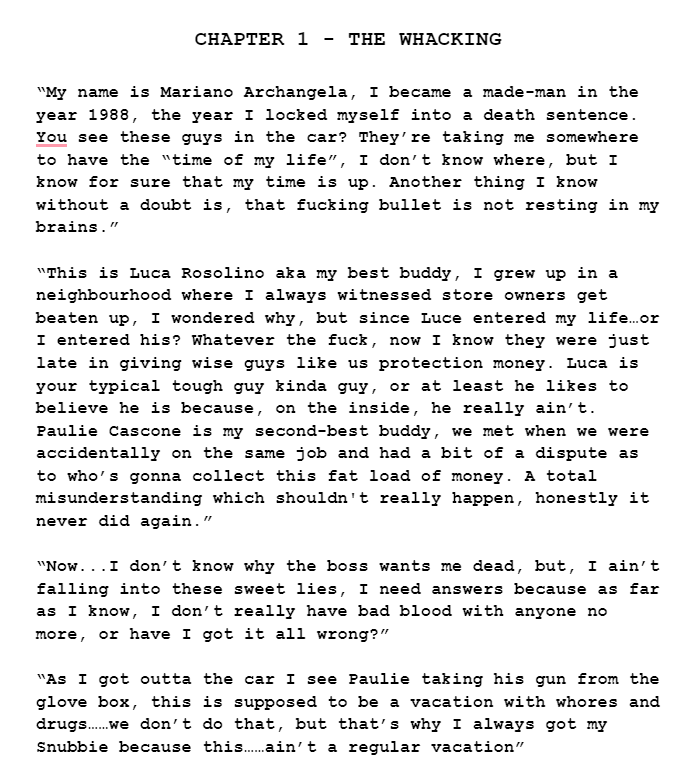 CHAPTER 1 – THE WHACKING
“My name is Mariano Archangela, I became a made-man in the
year 1988, the year I locked myself into a death sentence.
You see these guys in the car? They’re taking me somewhere
to have the “time of my life”, I don’t know where, but I
know for sure that my time is up. Another thing I know
without a doubt is, that fucking bullet is not resting in my
brains.”
“This is Luca Rosolino aka my best buddy, I grew up in a
neighbourhood where I always witnessed store owners get
beaten up, I wondered why, but since Luce entered my life…or
I entered his? Whatever the fuck, now I know they were just
late in giving wise guys like us protection money. Luca is
your typical tough guy kinda guy, or at least he likes to
believe he is because, on the inside, he really ain’t.
Paulie Cascone is my second-best buddy, we met when we were
accidentally on the same job and had a bit of a dispute as
to who’s gonna collect this fat load of money. A total
misunderstanding which shouldn't really happen, honestly it
never did again.”
“Now...I don’t know why the boss wants me dead, but, I ain’t
falling into these sweet lies, I need answers because as far
as I know, I don’t really have bad blood with anyone no
more, or have I got it all wrong?”
“As I got outta the car I see Paulie taking his gun from the
glove box, this is supposed to be a vacation with whores and
drugs……we don’t do that, but that’s why I always got my
Snubbie because this……ain’t a regular vacation”